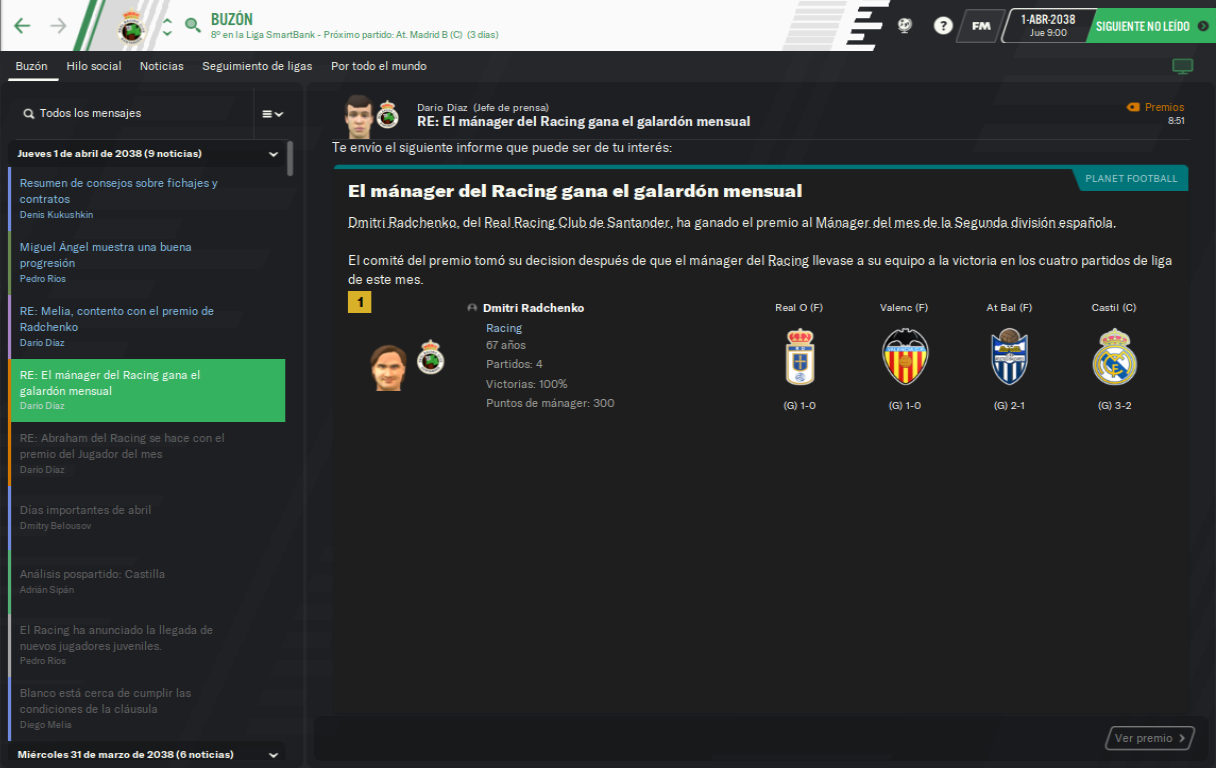 BUZÓN
8º en la Liga SmartBank - Próximo partido: At. Madrid B (C) (3 días)
?
FM
1-ABR-2038
Jue 9:00
SIGUIENTE NO LEÍDO
Buzón
Hilo social
Noticias
Seguimiento de ligas
Por todo el mundo
Todos los mensajes
Jueves 1 de abril de 2038 (9 noticias)
Resumen de consejos sobre fichajes y
contratos
Denis Kukushkin
Miguel Ángel muestra una buena
progresión
Pedro Ríos
RE: Melia, contento con el premio de
Radchenko
Darío Díaz
RE: El mánager del Racing gana el
galardón mensual
Darío Díaz
RE: Abraham del Racing se hace con el
premio del Jugador del mes
Darío Díaz
Días importantes de abril
Dmitry Belousov
Análisis pospartido: Castilla
Adrián Sipán
El Racing ha anunciado la llegada de
nuevos jugadores juveniles.
Pedro Ríos
Blanco está cerca de cumplir las
condiciones de la cláusula
Diego Melia
Miércoles 31 de marzo de 2038 (6 noticias)
Darío Díaz (Jefe de prensa)
RE: El mánager del Racing gana el galardón mensual
Premios
8:51
Te envío el siguiente informe que puede ser de tu interés:
PLANET FOOTBALL
El mánager del Racing gana el galardón mensual
Dmitri Radchenko, del Real Racing Club de Santander, ha ganado el premio al Mánager del mes de la Segunda división española.
El comité del premio tomó su decision después de que el mánager del Racing llevase a su equipo a la victoria en los cuatro partidos de liga
de este mes.
1
Dmitri Radchenko
Racing
67 años
Partidos: 4
Victorias: 100%
Puntos de mánager: 300
Real O (F)
Valenc (F)
At Bal (F)
Castil (C)
(G) 1-0
(G) 1-0
(G) 2-1
(G) 3-2
Ver premio